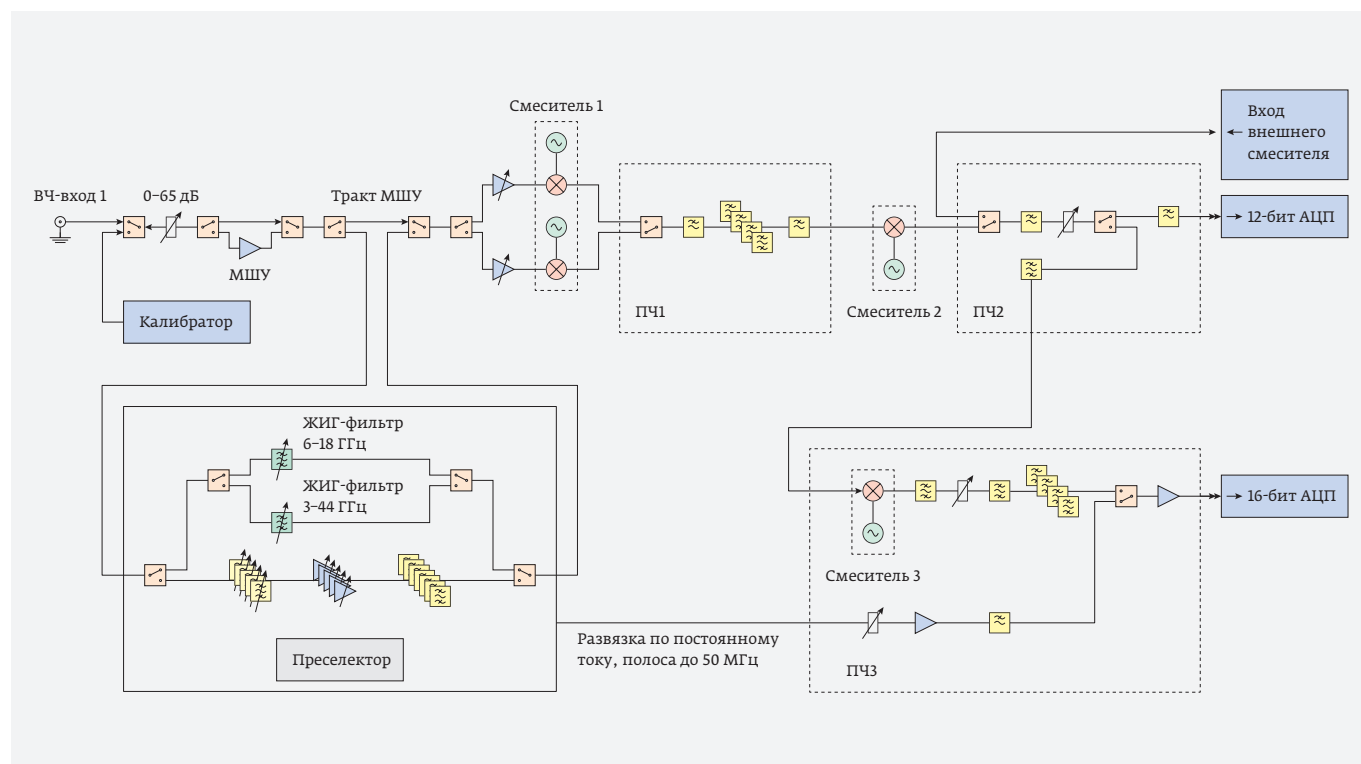 Смеситель 1
Вход
внешнего
смесителя
ВЧ-вход 1
0–65 дБ
Тракт МШУ
12-бит АЦП
МШУ
Калибратор
ПЧ1
Смеситель 2
ПЧ2
ЖИГ-фильтр
6–18 ГГц
ЖИГ-фильтр
3–44 ГГц
16-бит АЦП
Смеситель 3
Развязка по постоянному
току, полоса до 50 МГц
Преселектор
ПЧ3